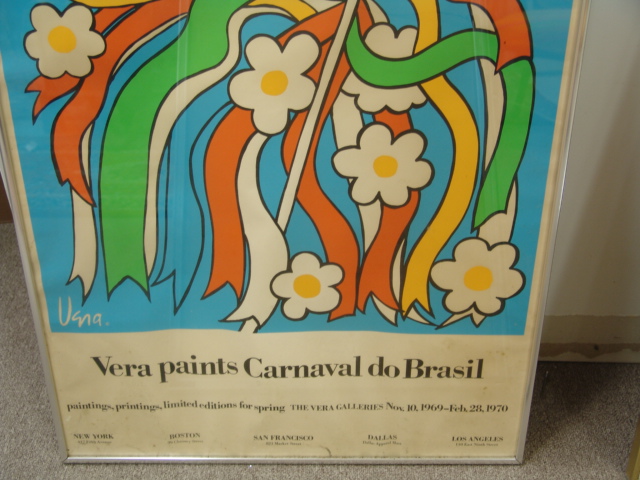 Vera.
Vera paints Carnaval do Brasil
paintings, printings, limited editions for spring THE VERA GALLERIES Nov. 10, 1969–Feb. 28, 1970
NEW YORK BOSTON SAN FRANCISCO DALLAS LOS ANGELES